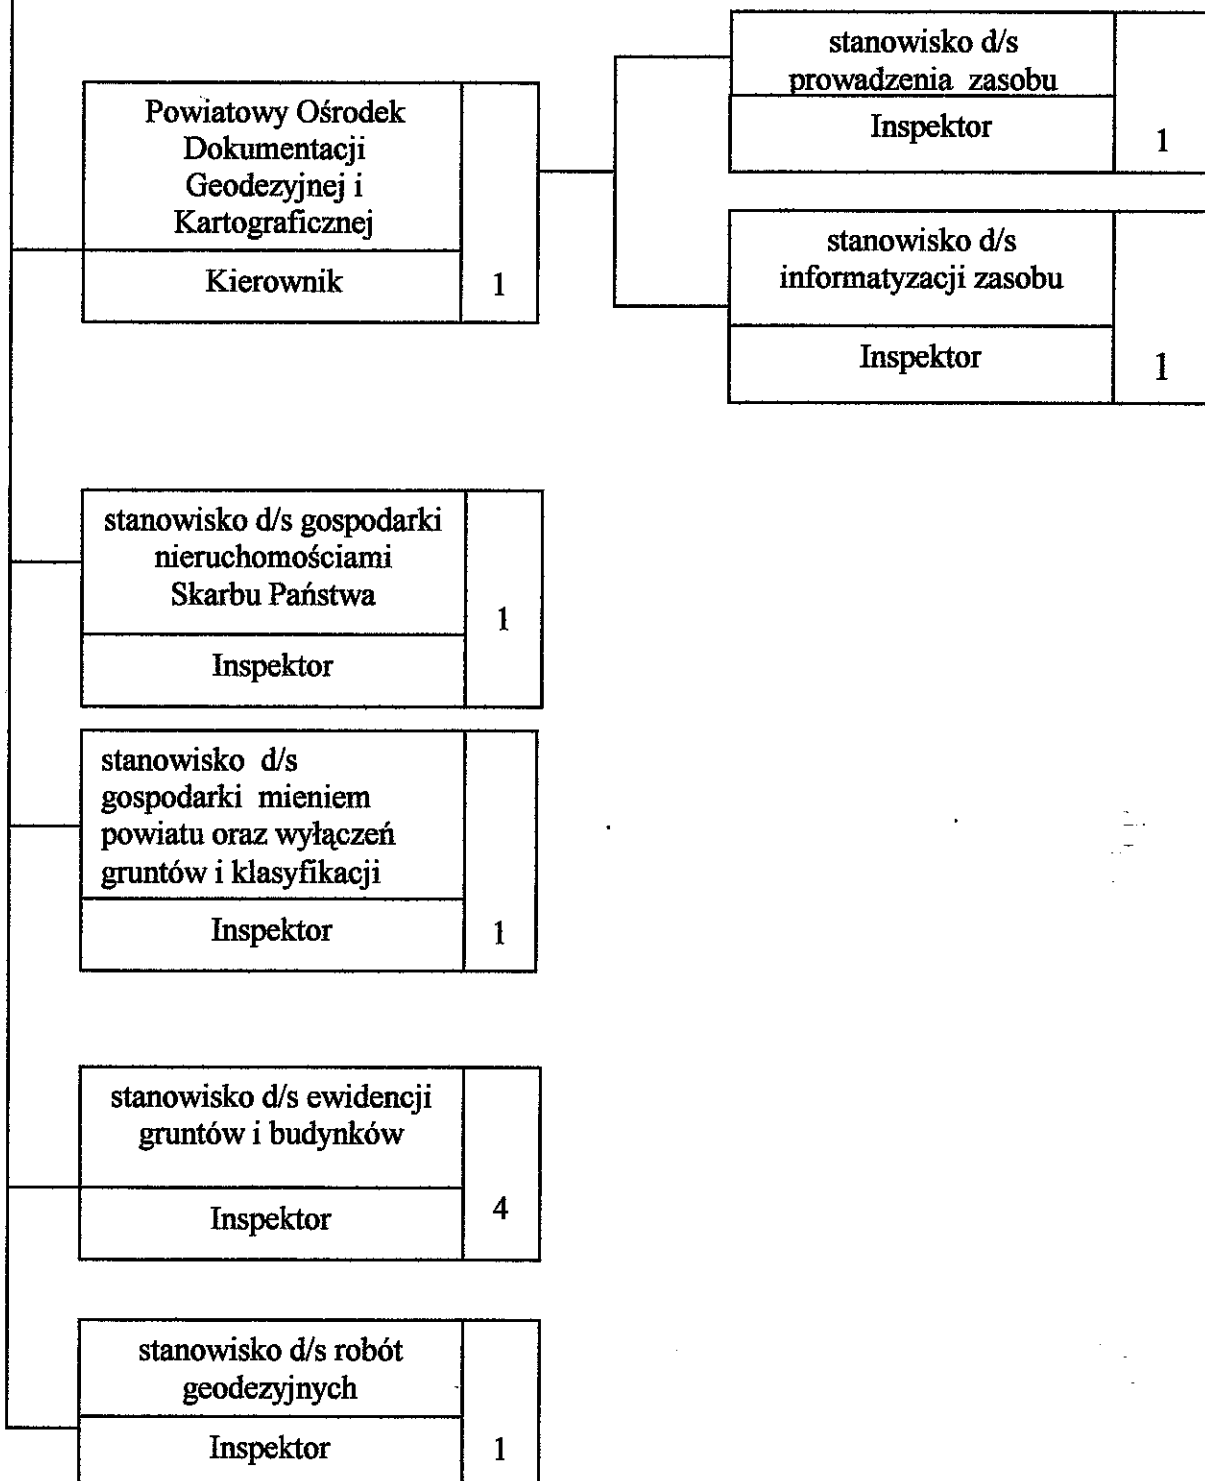 stanowisko d/s
prowadzenia zasobu
Inspektor
1
Powiatowy Ośrodek
Dokumentacji
Geodezyjnej i
Kartograficznej
Kierownik
1
stanowisko d/s
informatyzacji zasobu
Inspektor
1
stanowisko d/s gospodarki
nieruchomościami
Skarbu Państwa
1
Inspektor
stanowisko d/s
gospodarki mieniem
powiatu oraz wyłączeń
gruntów i klasyfikacji
Inspektor
1
stanowisko d/s ewidencji
gruntów i budynków
Inspektor
4
stanowisko d/s robót
geodezyjnych
Inspektor
1